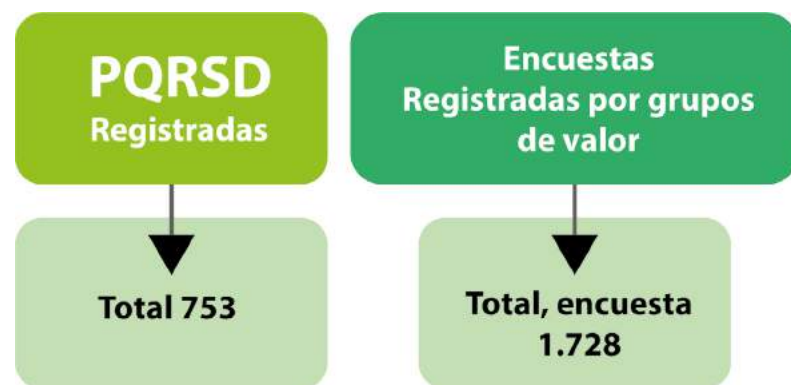 PQRSD
Registradas
Total 753
Encuestas
Registradas por grupos
de valor
Total, encuesta
1.728